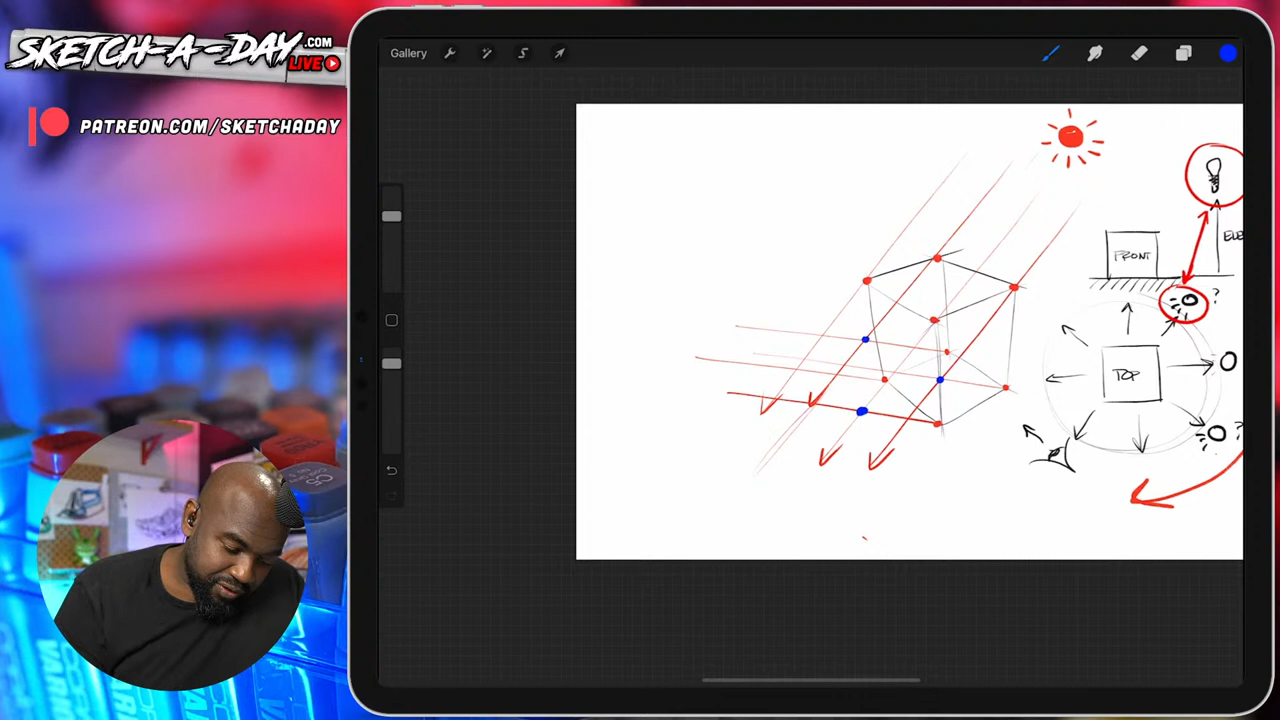 SKETCH-A-DAY.COM
LIVE
PATREON.COM/SKETCHADAY
Gallery
FRONT
?
TOP
?